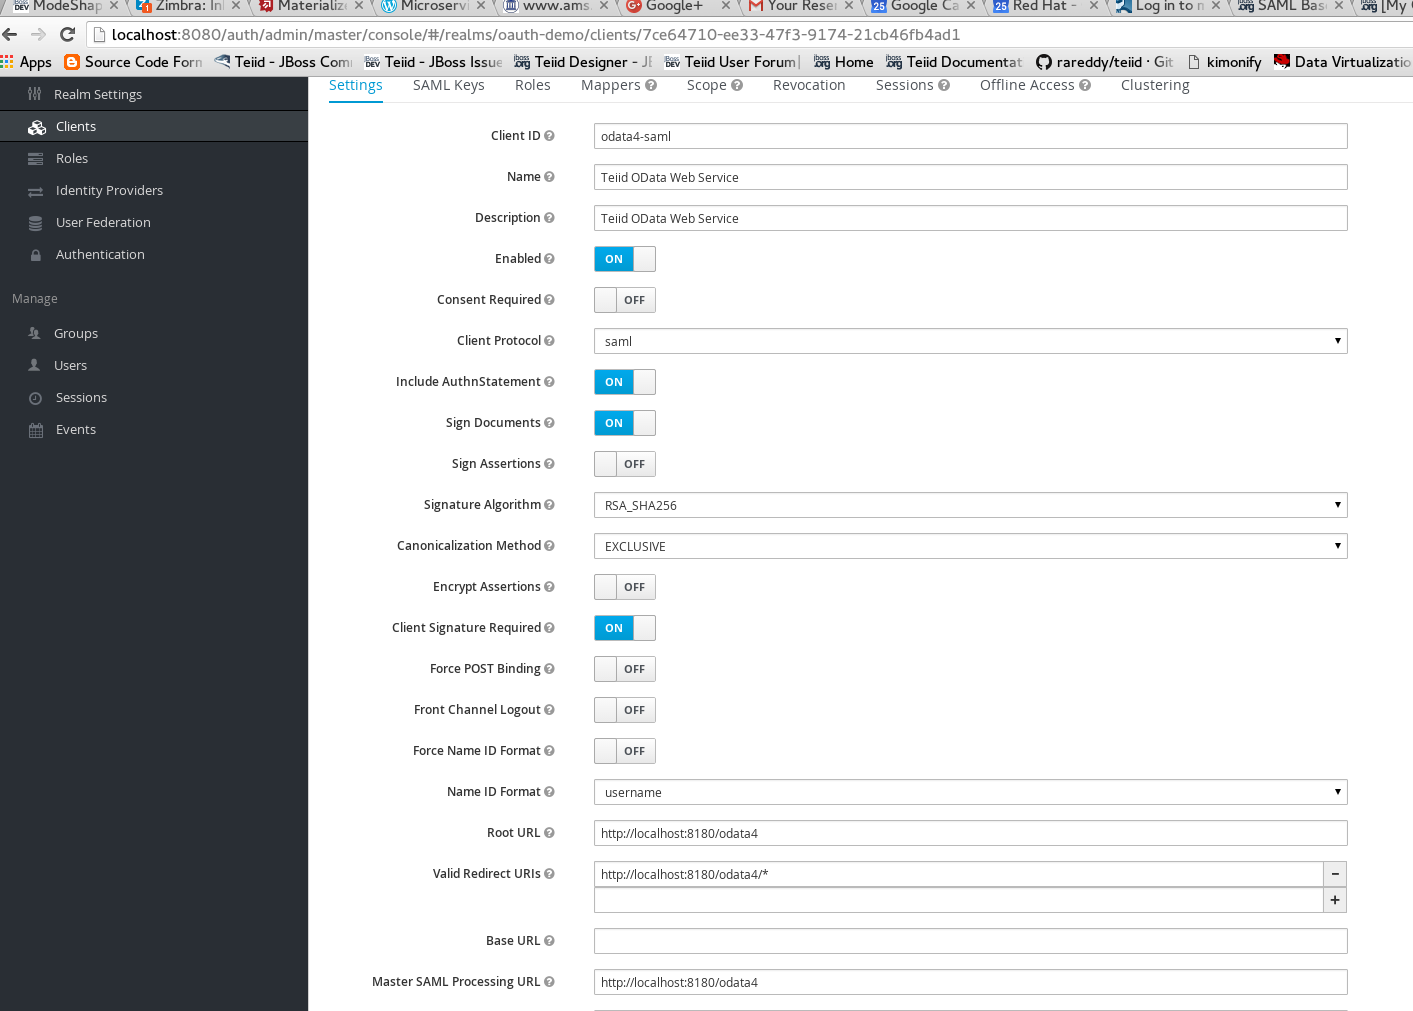 ModeShap Zimbra: In Materialize Microservi www.ams. Google+ Your Reser Google Ca Red Hat - Log in to n SAML Base [My
localhost:8080/auth/admin/master/console/#/realms/oauth-demo/clients/7ce64710-ee33-47f3-9174-21cb46fb4ad1
Apps Source Code Forn Teiid - JBoss Com Teiid - JBoss Issue Teiid Designer - JE Teiid User Forum Home Teiid Documentat rareddy/teiid · Git kimonify Data Virtualizatio
Settings SAML Keys Roles Mappers Scope Revocation Sessions Offline Access Clustering
Realm Settings
Clients
Roles
Identity Providers
User Federation
Authentication
Manage
Groups
Users
Sessions
Events
Client ID odata4-saml
Name Teiid OData Web Service
Description Teiid OData Web Service
Enabled ON
Consent Required OFF
Client Protocol saml
Include AuthnStatement ON
Sign Documents ON
Sign Assertions OFF
Signature Algorithm RSA_SHA256
Canonicalization Method EXCLUSIVE
Encrypt Assertions OFF
Client Signature Required ON
Force POST Binding OFF
Front Channel Logout OFF
Force Name ID Format OFF
Name ID Format username
Root URL http://localhost:8180/odata4
Valid Redirect URIs http://localhost:8180/odata4/* -
+
Base URL
Master SAML Processing URL http://localhost:8180/odata4